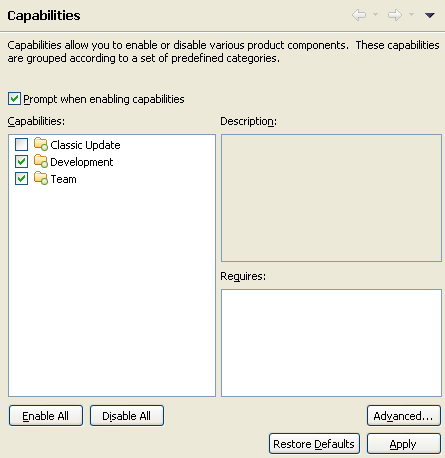 Capabilities
Capabilities allow you to enable or disable various product components.  These capabilities
are grouped according to a set of predefined categories.
Prompt when enabling capabilities
Capabilities:
Description:
Classic Update
Development
Team
Requires:
Enable All
Disable All
Advanced...
Restore Defaults
Apply